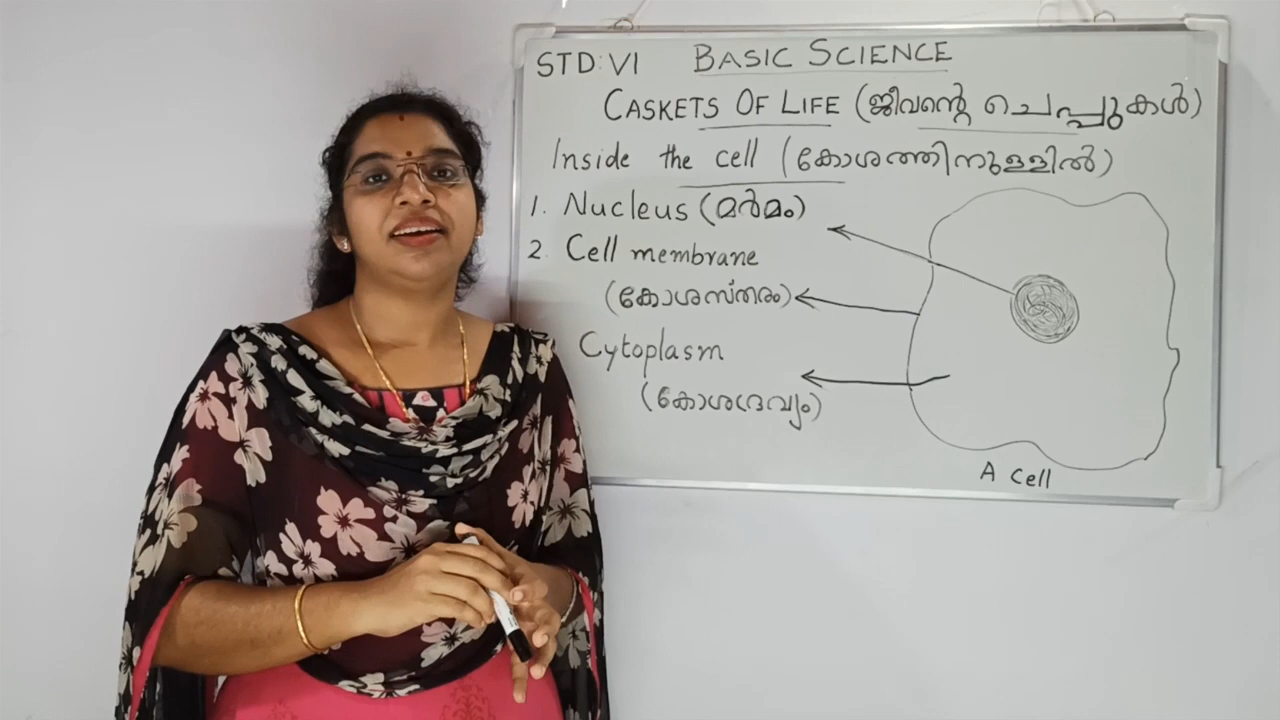 STD: VI BASIC SCIENCE
CASKETS OF LIFE (ജീവന്റെ ചെപ്പുകൾ)
Inside the cell (കോശത്തിനുള്ളിൽ)
1. Nucleus (മർമം)
2. Cell membrane
(കോശസ്തരം)
Cytoplasm
(കോശദ്രവ്യം)
A cell